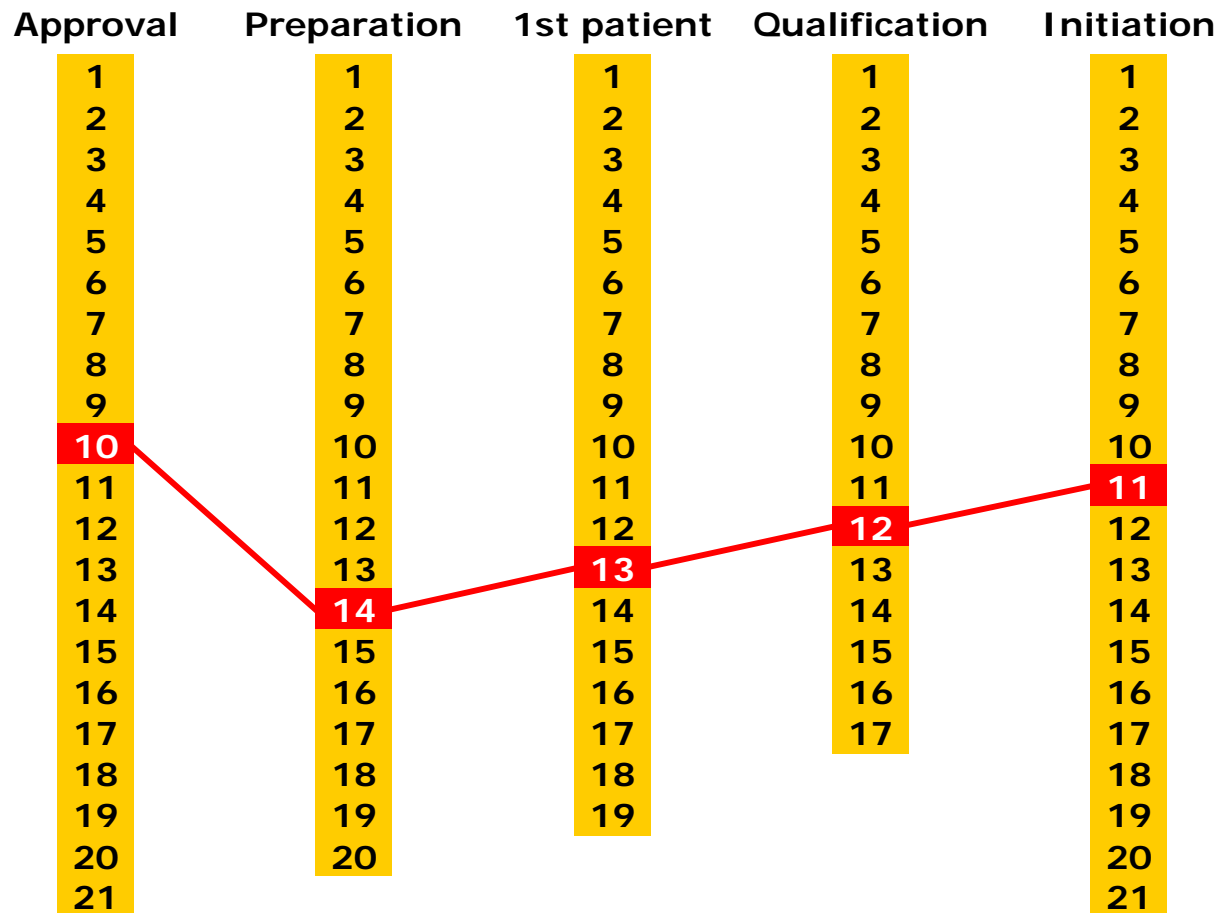 Approval Preparation 1st patient Qualification Initiation
1 1 1 1 1
2 2 2 2 2
3 3 3 3 3
4 4 4 4 4
5 5 5 5 5
6 6 6 6 6
7 7 7 7 7
8 8 8 8 8
9 9 9 9 9
10 10 10 10 10
11 11 11 11 11
12 12 12 12 12
13 13 13 13 13
14 14 14 14 14
15 15 15 15 15
16 16 16 16 16
17 17 17 17 17
18 18 18 18
19 19 19 19
20 20 20
21 21